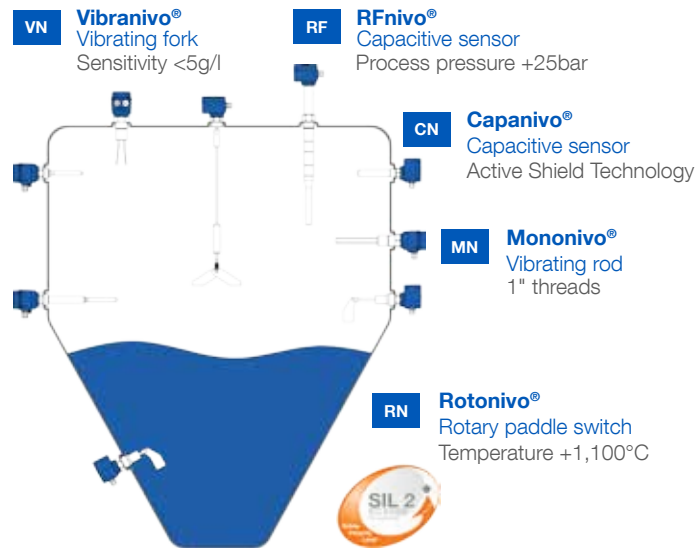 VN
Vibranivo®
Vibrating fork
Sensitivity <5g/l
RF
RFnivo®
Capacitive sensor
Process pressure +25bar
CN
Capanivo®
Capacitive sensor
Active Shield Technology
MN
Mononivo®
Vibrating rod
1" threads
RN
Rotonivo®
Rotary paddle switch
Temperature +1,100°C
SIL 2